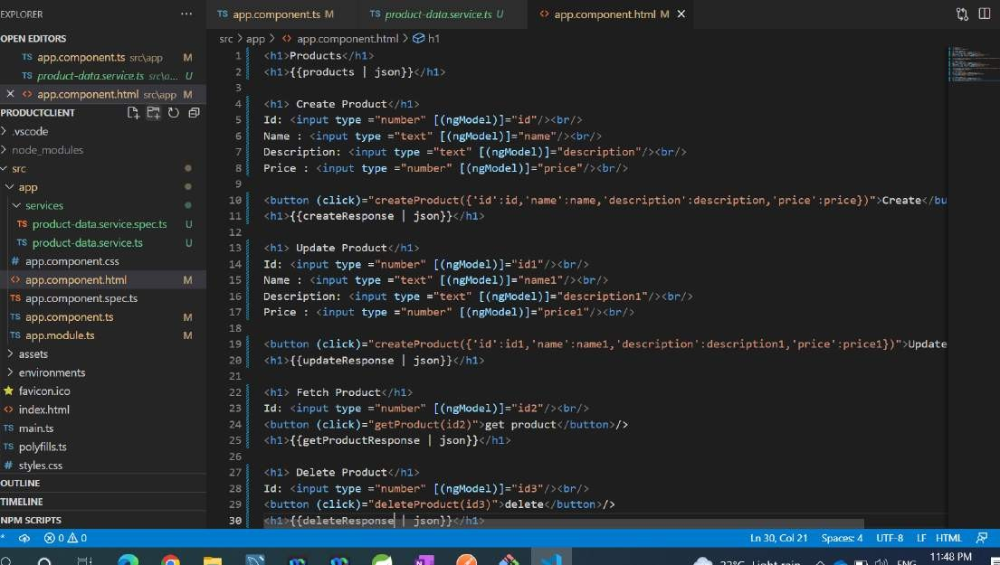 EXPLORER ...
OPEN EDITORS
TS app.component.ts src\app M
TS product-data.service.ts src\a... U
<> app.component.html src\app M
PRODUCTCLIENT
.vscode
node_modules
src
app
services
TS product-data.service.spec.ts U
TS product-data.service.ts U
# app.component.css
<> app.component.html M
TS app.component.spec.ts
TS app.component.ts M
TS app.module.ts M
assets
environments
favicon.ico
<> index.html
TS main.ts
TS polyfills.ts
# styles.css
OUTLINE
TIMELINE
NPM SCRIPTS
TS app.component.ts M TS product-data.service.ts U <> app.component.html M
src > app > <> app.component.html > h1
1 <h1>Products</h1>
2 <h1>{{products | json}}</h1>
3
4 <h1> Create Product</h1>
5 Id: <input type ="number" [(ngModel)]="id"/><br/>
6 Name : <input type ="text" [(ngModel)]="name"/><br/>
7 Description: <input type ="text" [(ngModel)]="description"/><br/>
8 Price : <input type ="number" [(ngModel)]="price"/><br/>
9
10 <button (click)="createProduct({'id':id,'name':name,'description':description,'price':price})">Create</bu
11 <h1>{{createResponse | json}}</h1>
12
13 <h1> Update Product</h1>
14 Id: <input type ="number" [(ngModel)]="id1"/><br/>
15 Name : <input type ="text" [(ngModel)]="name1"/><br/>
16 Description: <input type ="text" [(ngModel)]="description1"/><br/>
17 Price : <input type ="number" [(ngModel)]="price1"/><br/>
18
19 <button (click)="createProduct({'id':id1,'name':name1,'description':description1,'price':price1})">Update
20 <h1>{{updateResponse | json}}</h1>
21
22 <h1> Fetch Product</h1>
23 Id: <input type ="number" [(ngModel)]="id2"/><br/>
24 <button (click)="getProduct(id2)">get product</button>/>
25 <h1>{{getProductResponse | json}}</h1>
26
27 <h1> Delete Product</h1>
28 Id: <input type ="number" [(ngModel)]="id3"/><br/>
29 <button (click)="deleteProduct(id3)">delete</button>/>
30 <h1>{{deleteResponse | json}}</h1>
0 0 Ln 30, Col 21 Spaces: 4 UTF-8 LF HTML
Light rain ENG 11:48 PM